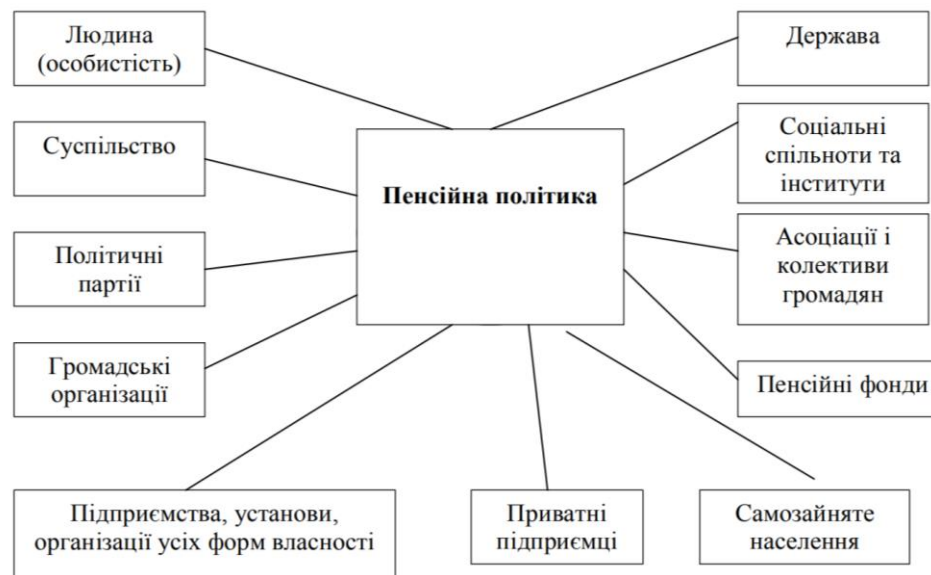 Людина
(особистість)
Держава
Суспільство
Соціальні
спільноти та
інститути
Пенсійна політика
Політичні
партії
Асоціації і
колективи
громадян
Громадські
організації
Пенсійні фонди
Підприємства, установи,
організації усіх форм власності
Приватні
підприємці
Самозайняте
населення